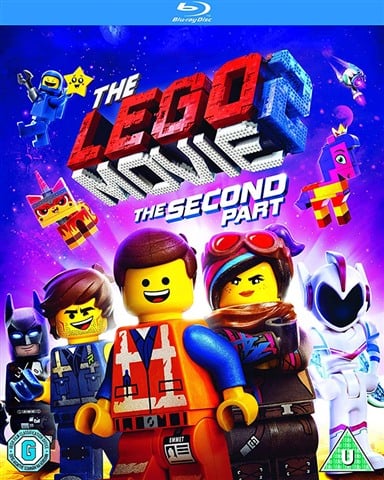 Blu-ray Disc
THE
LEGO
MOVIE 2
THE SECOND
PART
EMMET
G
U